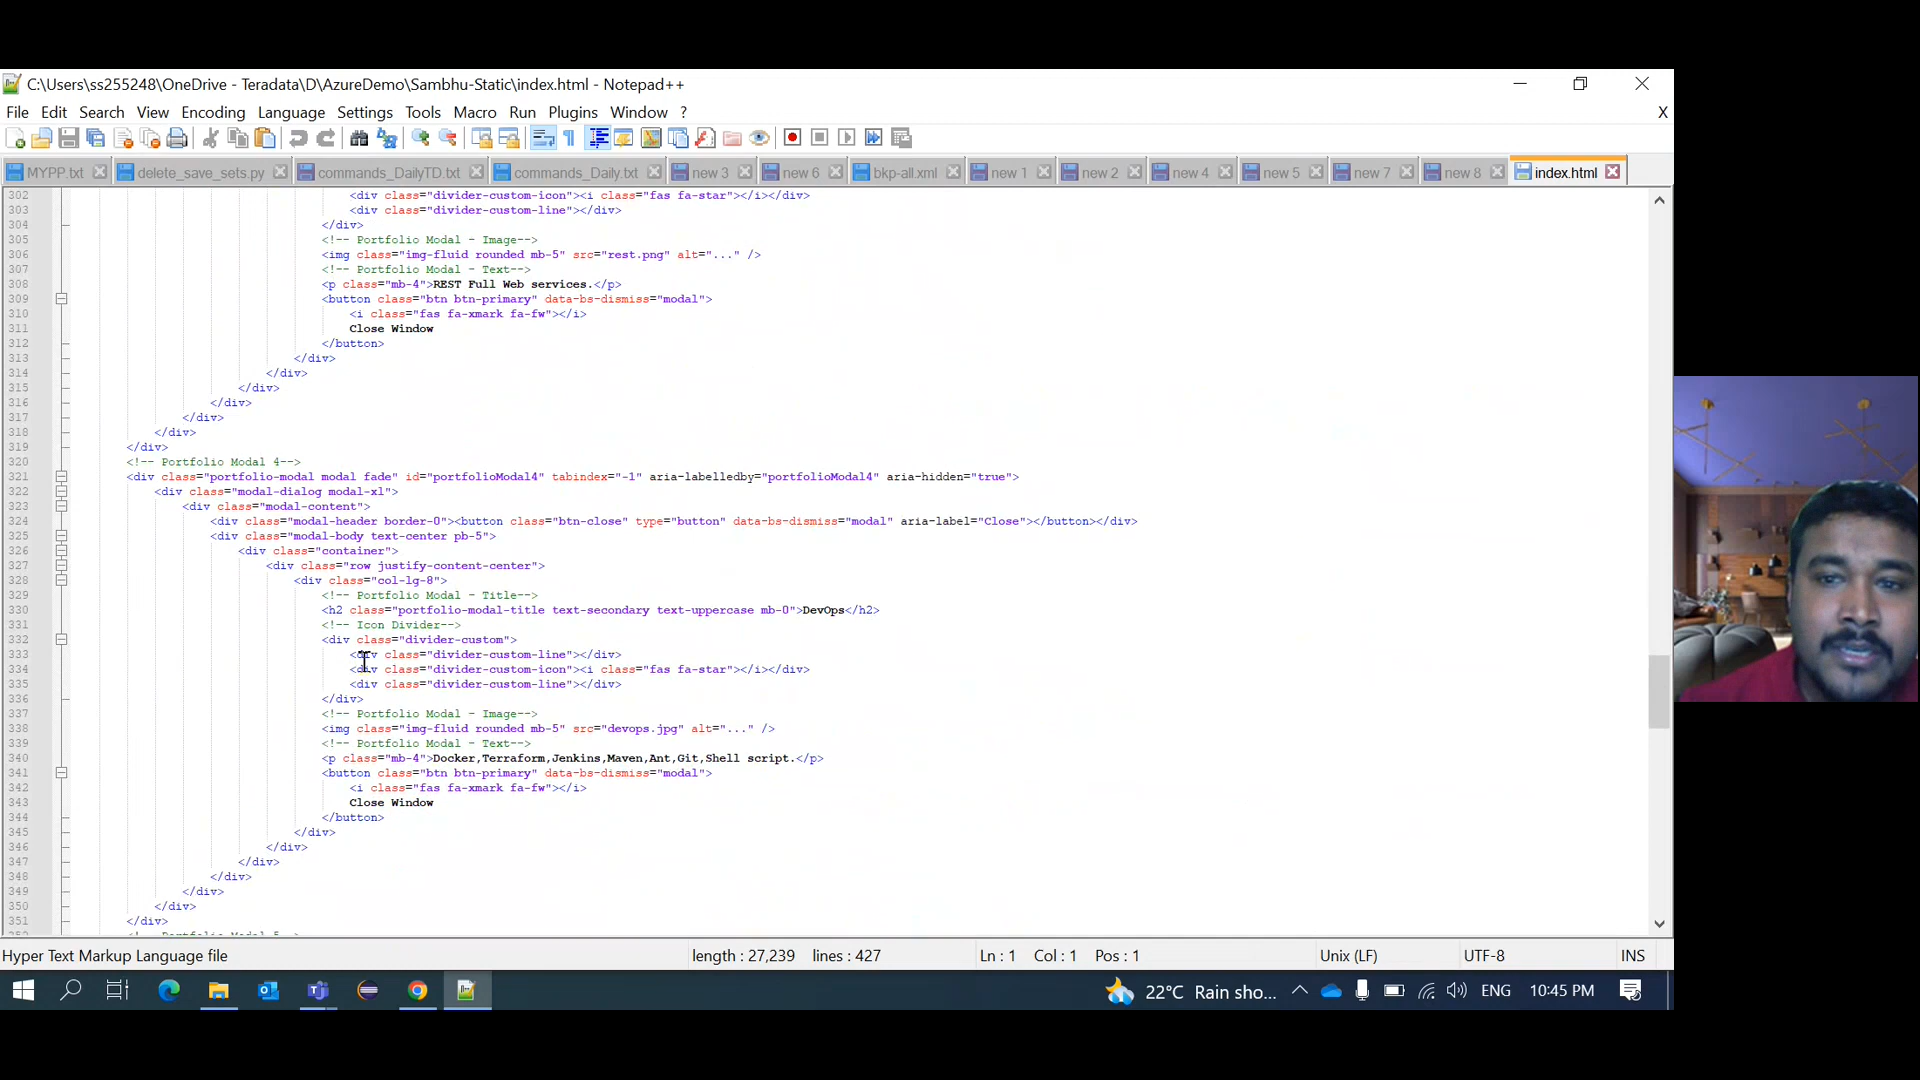 C:\Users\ss255248\OneDrive - Teradata\D\AzureDemo\Sambhu-Static\index.html - Notepad++
File Edit Search View Encoding Language Settings Tools Macro Run Plugins Window ? X
MYPP.txt delete_save_sets.py commands_DailyTD.txt commands_Daily.txt new 3 new 6 bkp-all.xml new 1 new 2 new 4 new 5 new 7 new 8 index.html
302 <div class="divider-custom-icon"><i class="fas fa-star"></i></div>
303 <div class="divider-custom-line"></div>
304 </div>
305 <!-- Portfolio Modal - Image-->
306 <img class="img-fluid rounded mb-5" src="rest.png" alt="..." />
307 <!-- Portfolio Modal - Text-->
308 <p class="mb-4">REST Full Web services.</p>
309 <button class="btn btn-primary" data-bs-dismiss="modal">
310 <i class="fas fa-xmark fa-fw"></i>
311 Close Window
312 </button>
313 </div>
314 </div>
315 </div>
316 </div>
317 </div>
318 </div>
319 </div>
320 <!-- Portfolio Modal 4-->
321 <div class="portfolio-modal modal fade" id="portfolioModal4" tabindex="-1" aria-labelledby="portfolioModal4" aria-hidden="true">
322 <div class="modal-dialog modal-xl">
323 <div class="modal-content">
324 <div class="modal-header border-0"><button class="btn-close" type="button" data-bs-dismiss="modal" aria-label="Close"></button></div>
325 <div class="modal-body text-center pb-5">
326 <div class="container">
327 <div class="row justify-content-center">
328 <div class="col-lg-8">
329 <!-- Portfolio Modal - Title-->
330 <h2 class="portfolio-modal-title text-secondary text-uppercase mb-0">DevOps</h2>
331 <!-- Icon Divider-->
332 <div class="divider-custom">
333 <div class="divider-custom-line"></div>
334 <div class="divider-custom-icon"><i class="fas fa-star"></i></div>
335 <div class="divider-custom-line"></div>
336 </div>
337 <!-- Portfolio Modal - Image-->
338 <img class="img-fluid rounded mb-5" src="devops.jpg" alt="..." />
339 <!-- Portfolio Modal - Text-->
340 <p class="mb-4">Docker,Terraform,Jenkins,Maven,Ant,Git,Shell script.</p>
341 <button class="btn btn-primary" data-bs-dismiss="modal">
342 <i class="fas fa-xmark fa-fw"></i>
343 Close Window
344 </button>
345 </div>
346 </div>
347 </div>
348 </div>
349 </div>
350 </div>
351 </div>
Hyper Text Markup Language file length : 27,239 lines : 427 Ln : 1 Col : 1 Pos : 1 Unix (LF) UTF-8 INS
22°C Rain sho... ENG 10:45 PM